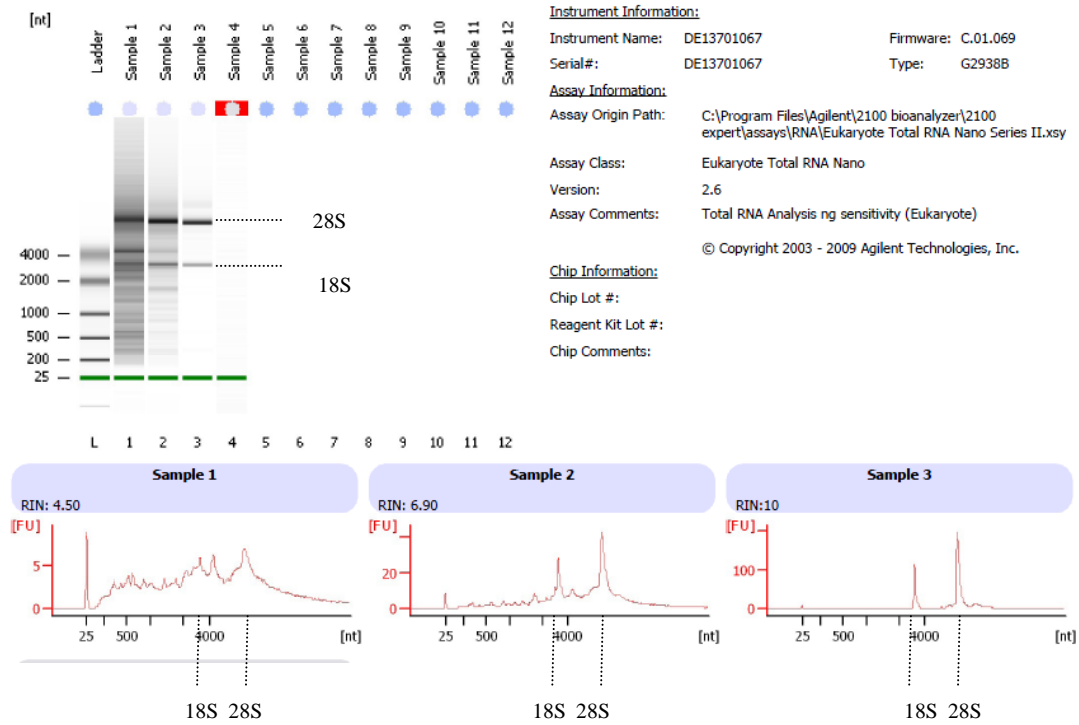 [nt]
Ladder
Sample 1
Sample 2
Sample 3
Sample 4
Sample 5
Sample 6
Sample 7
Sample 8
Sample 9
Sample 10
Sample 11
Sample 12
28S
18S
4000
2000
1000
500
200
25
L 1 2 3 4 5 6 7 8 9 10 11 12
Instrument Information:
Instrument Name: DE13701067 Firmware: C.01.069
Serial#: DE13701067 Type: G2938B
Assay Information:
Assay Origin Path: C:\Program Files\Agilent\2100 bioanalyzer\2100
expert\assays\RNA\Eukaryote Total RNA Nano Series II.xsy
Assay Class: Eukaryote Total RNA Nano
Version: 2.6
Assay Comments: Total RNA Analysis ng sensitivity (Eukaryote)
© Copyright 2003 - 2009 Agilent Technologies, Inc.
Chip Information:
Chip Lot #:
Reagent Kit Lot #:
Chip Comments:
Sample 1
RIN: 4.50
[FU]
5
0
25 500 4000 [nt]
18S 28S
Sample 2
RIN: 6.90
[FU]
20
0
25 500 4000 [nt]
18S 28S
Sample 3
RIN:10
[FU]
100
0
25 500 4000 [nt]
18S 28S